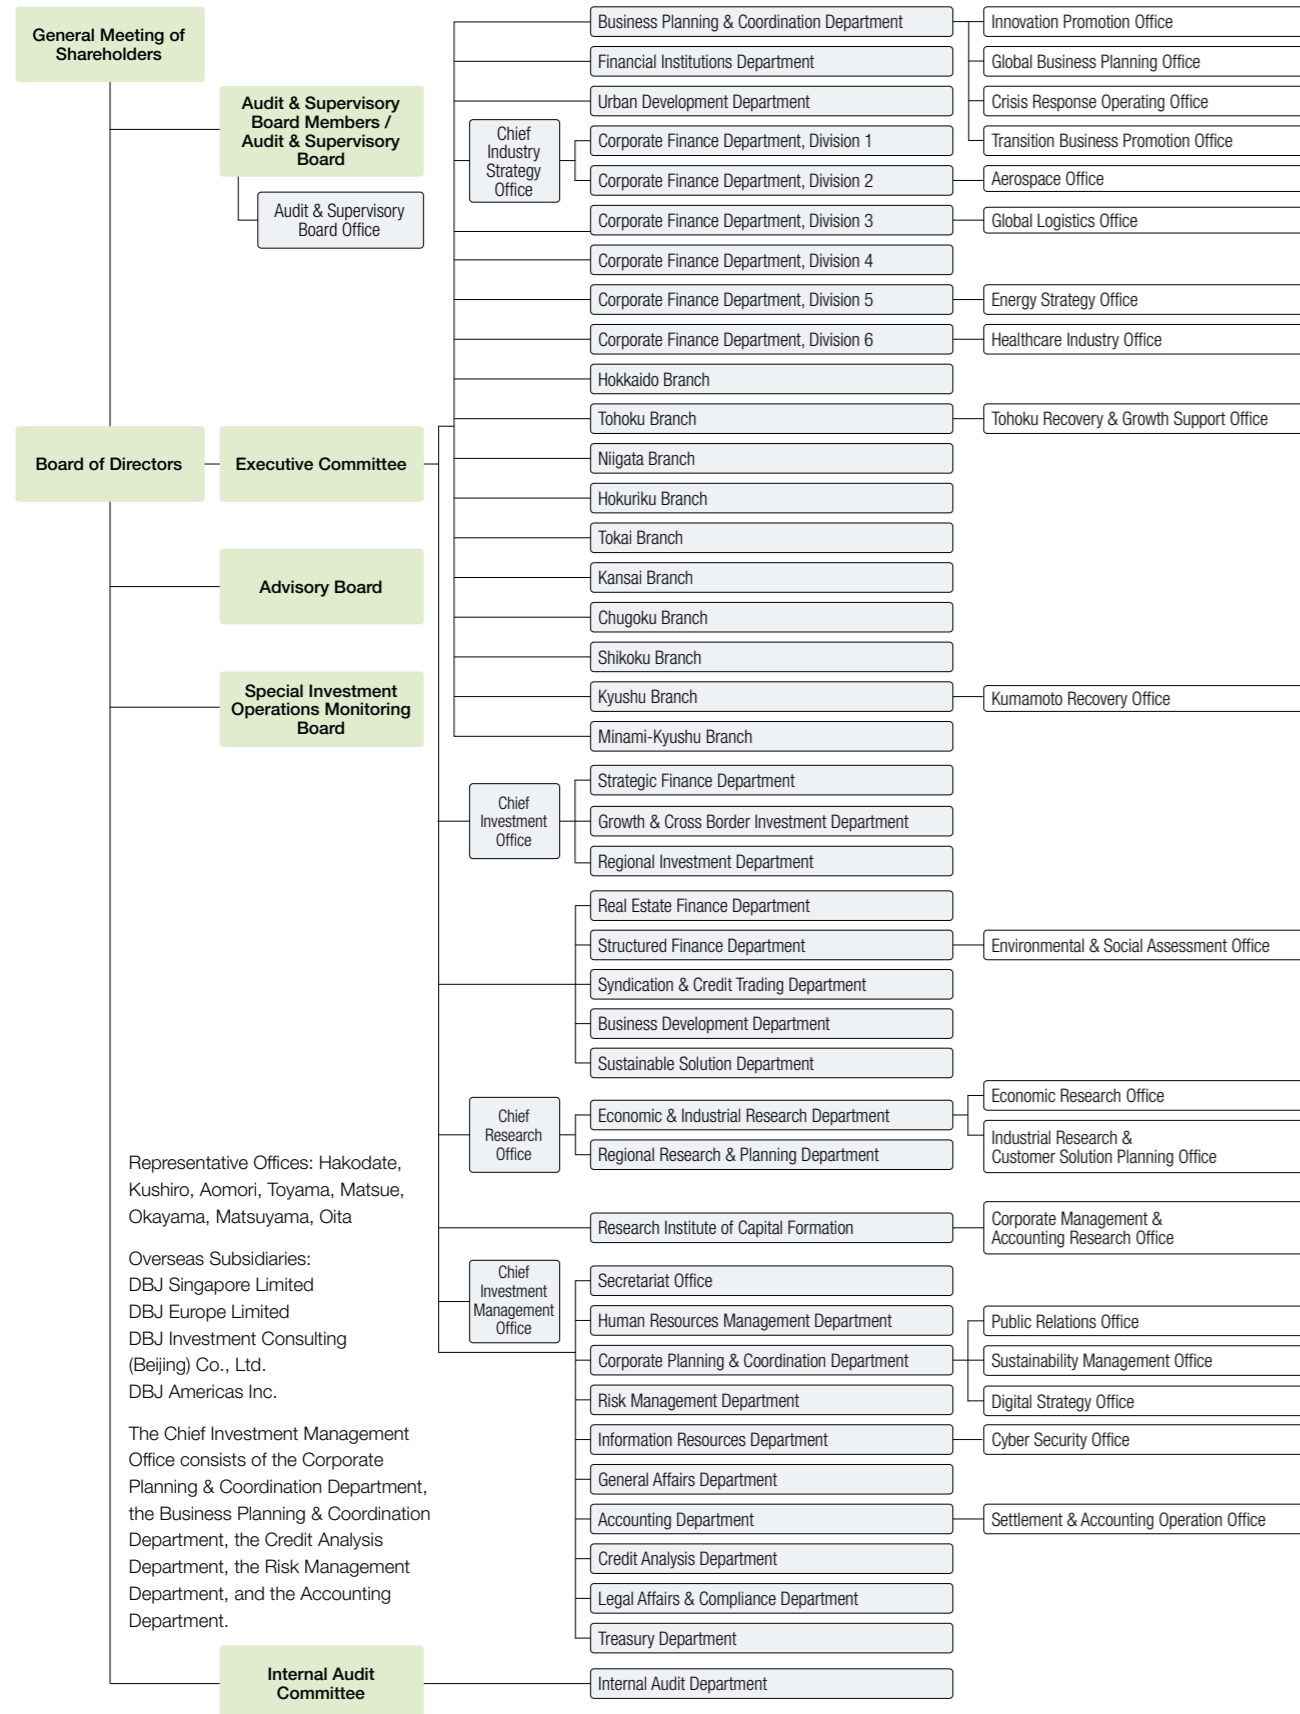 General Meeting of
Shareholders
Audit & Supervisory
Board Members /
Audit & Supervisory
Board
Audit & Supervisory
Board Office
Board of Directors
Executive Committee
Advisory Board
Special Investment
Operations Monitoring
Board
Business Planning & Coordination Department
Innovation Promotion Office
Global Business Planning Office
Crisis Response Operating Office
Transition Business Promotion Office
Financial Institutions Department
Urban Development Department
Chief
Industry
Strategy
Office
Corporate Finance Department, Division 1
Corporate Finance Department, Division 2
Aerospace Office
Corporate Finance Department, Division 3
Global Logistics Office
Corporate Finance Department, Division 4
Corporate Finance Department, Division 5
Energy Strategy Office
Corporate Finance Department, Division 6
Healthcare Industry Office
Hokkaido Branch
Tohoku Branch
Tohoku Recovery & Growth Support Office
Niigata Branch
Hokuriku Branch
Tokai Branch
Kansai Branch
Chugoku Branch
Shikoku Branch
Kyushu Branch
Kumamoto Recovery Office
Minami-Kyushu Branch
Chief
Investment
Office
Strategic Finance Department
Growth & Cross Border Investment Department
Regional Investment Department
Real Estate Finance Department
Structured Finance Department
Environmental & Social Assessment Office
Syndication & Credit Trading Department
Business Development Department
Sustainable Solution Department
Chief
Research
Office
Economic & Industrial Research Department
Economic Research Office
Industrial Research &
Customer Solution Planning Office
Regional Research & Planning Department
Research Institute of Capital Formation
Corporate Management &
Accounting Research Office
Chief
Investment
Management
Office
Secretariat Office
Human Resources Management Department
Corporate Planning & Coordination Department
Public Relations Office
Sustainability Management Office
Digital Strategy Office
Risk Management Department
Information Resources Department
Cyber Security Office
General Affairs Department
Accounting Department
Settlement & Accounting Operation Office
Credit Analysis Department
Legal Affairs & Compliance Department
Treasury Department
Representative Offices: Hakodate,
Kushiro, Aomori, Toyama, Matsue,
Okayama, Matsuyama, Oita
Overseas Subsidiaries:
DBJ Singapore Limited
DBJ Europe Limited
DBJ Investment Consulting
(Beijing) Co., Ltd.
DBJ Americas Inc.
The Chief Investment Management
Office consists of the Corporate
Planning & Coordination Department,
the Business Planning & Coordination
Department, the Credit Analysis
Department, the Risk Management
Department, and the Accounting
Department.
Internal Audit
Committee
Internal Audit Department